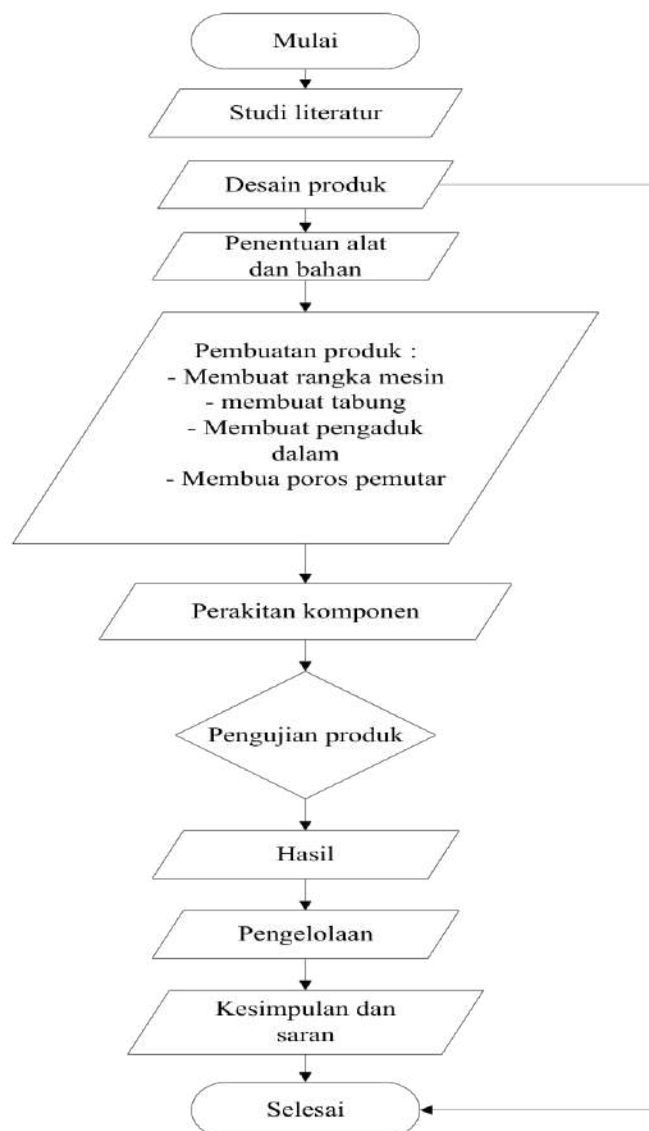 Mulai
Studi literatur
Desain produk
Penentuan alat
dan bahan
Pembuatan produk :
- Membuat rangka mesin
- membuat tabung
- Membuat pengaduk
dalam
- Membua poros pemutar
Perakitan komponen
Pengujian produk
Hasil
Pengelolaan
Kesimpulan dan
saran
Selesai